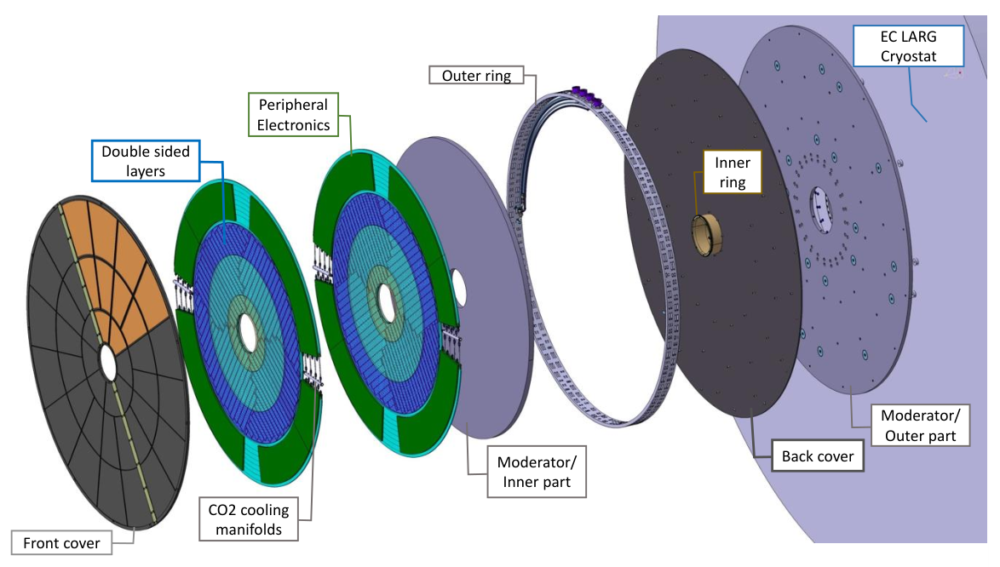 EC LARG
Cryostat
Outer ring
Peripheral
Electronics
Double sided
layers
Inner
ring
Moderator/
Outer part
Back cover
Moderator/
Inner part
CO2 cooling
manifolds
Front cover